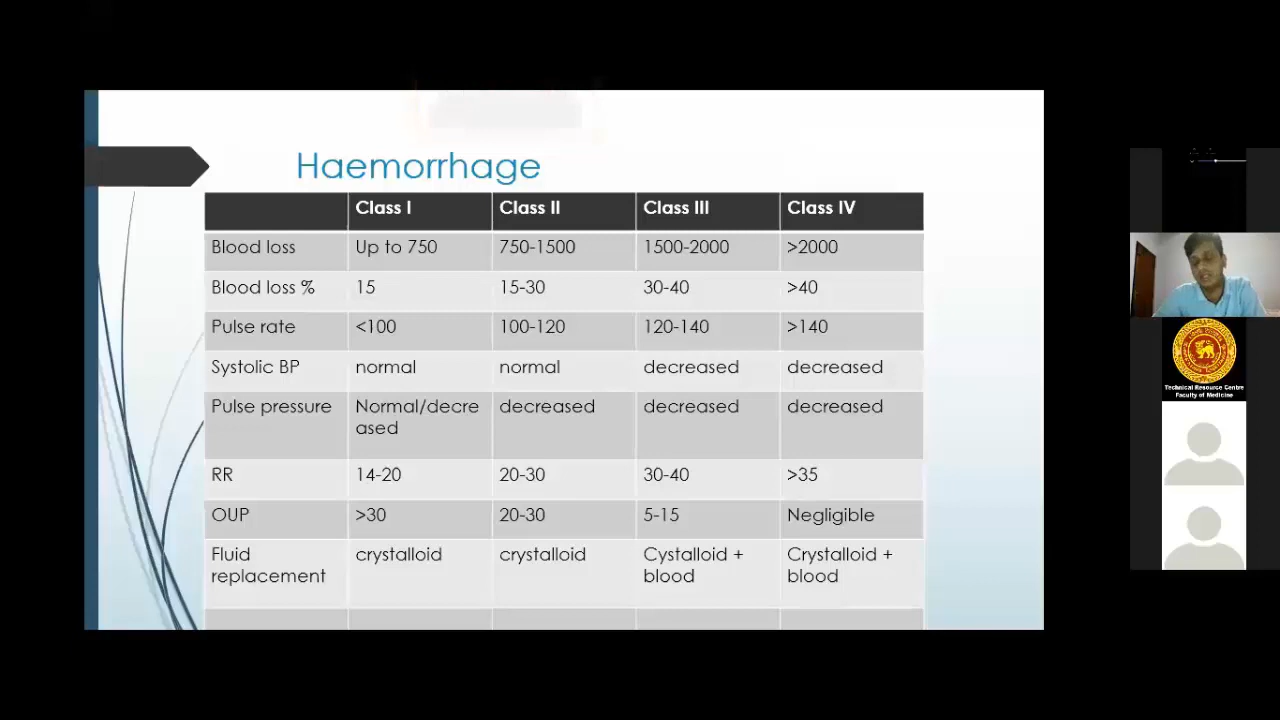 Haemorrhage
Class I Class II Class III Class IV
Blood loss Up to 750 750-1500 1500-2000 >2000
Blood loss % 15 15-30 30-40 >40
Pulse rate <100 100-120 120-140 >140
Systolic BP normal normal decreased decreased
Pulse pressure Normal/decre decreased decreased decreased
ased
RR 14-20 20-30 30-40 >35
OUP >30 20-30 5-15 Negligible
Fluid crystalloid crystalloid Cystalloid + Crystalloid +
replacement blood blood
Technical Resource Centre
Faculty of Medicine